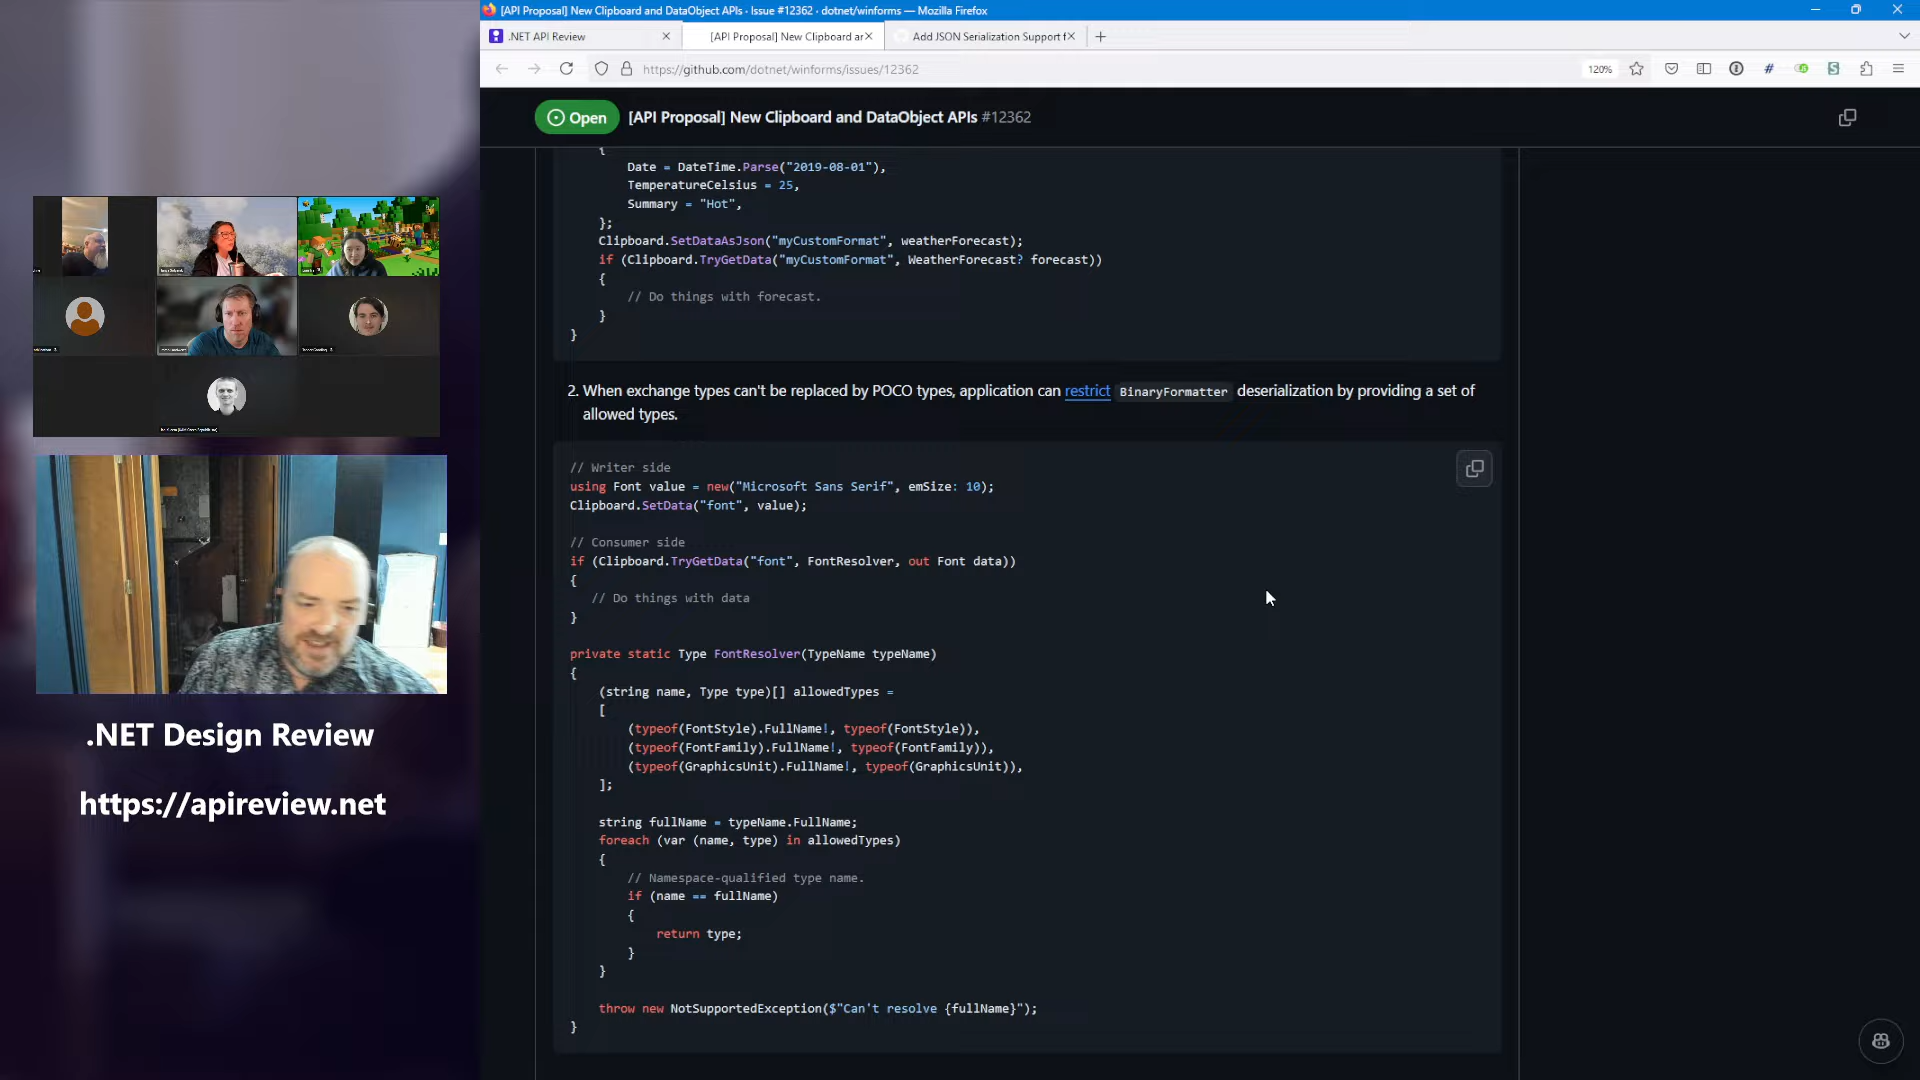 [API Proposal] New Clipboard and DataObject APIs · Issue #12362 · dotnet/winforms — Mozilla Firefox
.NET API Review
[API Proposal] New Clipboard ar
Add JSON Serialization Support f
https://github.com/dotnet/winforms/issues/12362
120%
Open
[API Proposal] New Clipboard and DataObject APIs #12362
{
Date = DateTime.Parse("2019-08-01"),
TemperatureCelsius = 25,
Summary = "Hot",
};
Clipboard.SetDataAsJson("myCustomFormat", weatherForecast);
if (Clipboard.TryGetData("myCustomFormat", WeatherForecast? forecast))
{
// Do things with forecast.
}
}
2. When exchange types can't be replaced by POCO types, application can restrict BinaryFormatter deserialization by providing a set of
allowed types.
// Writer side
using Font value = new("Microsoft Sans Serif", emSize: 10);
Clipboard.SetData("font", value);
// Consumer side
if (Clipboard.TryGetData("font", FontResolver, out Font data))
{
// Do things with data
}
private static Type FontResolver(TypeName typeName)
{
(string name, Type type)[] allowedTypes =
[
(typeof(FontStyle).FullName!, typeof(FontStyle)),
(typeof(FontFamily).FullName!, typeof(FontFamily)),
(typeof(GraphicsUnit).FullName!, typeof(GraphicsUnit)),
];
string fullName = typeName.FullName;
foreach (var (name, type) in allowedTypes)
{
// Namespace-qualified type name.
if (name == fullName)
{
return type;
}
}
throw new NotSupportedException($"Can't resolve {fullName}");
}
.NET Design Review
https://apireview.net